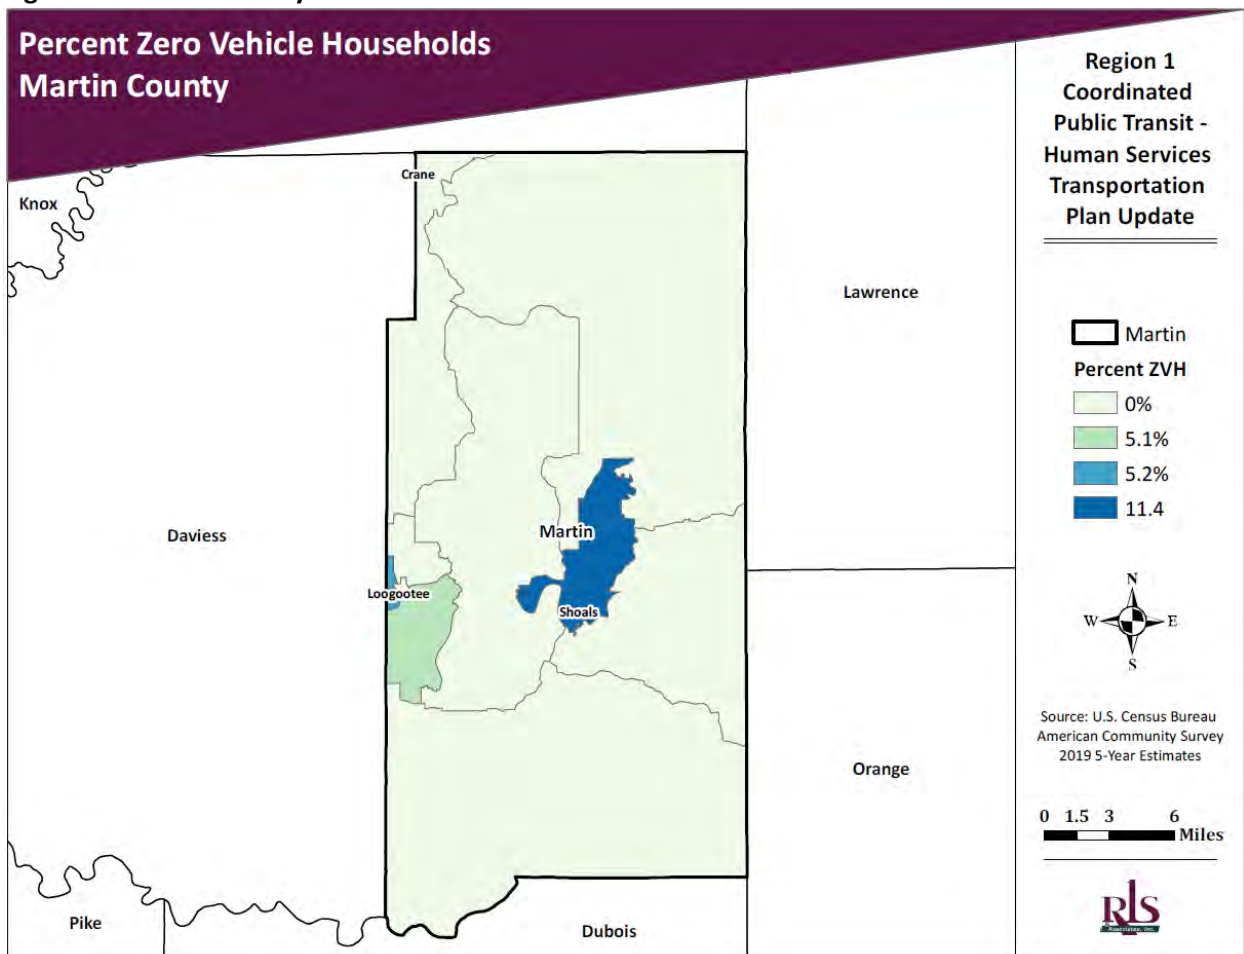 Percent Zero Vehicle Households
Martin County
Region 1
Coordinated
Public Transit -
Human Services
Transportation
Plan Update
Knox
Crane
Lawrence
Daviess
Martin
Loogootee
Shoals
Orange
Pike
Dubois
Martin
Percent ZVH
0%
5.1%
5.2%
11.4
N
W E
S
Source: U.S. Census Bureau
American Community Survey
2019 5-Year Estimates
0 1.5 3 6
Miles
RLS
& Associates, Inc.